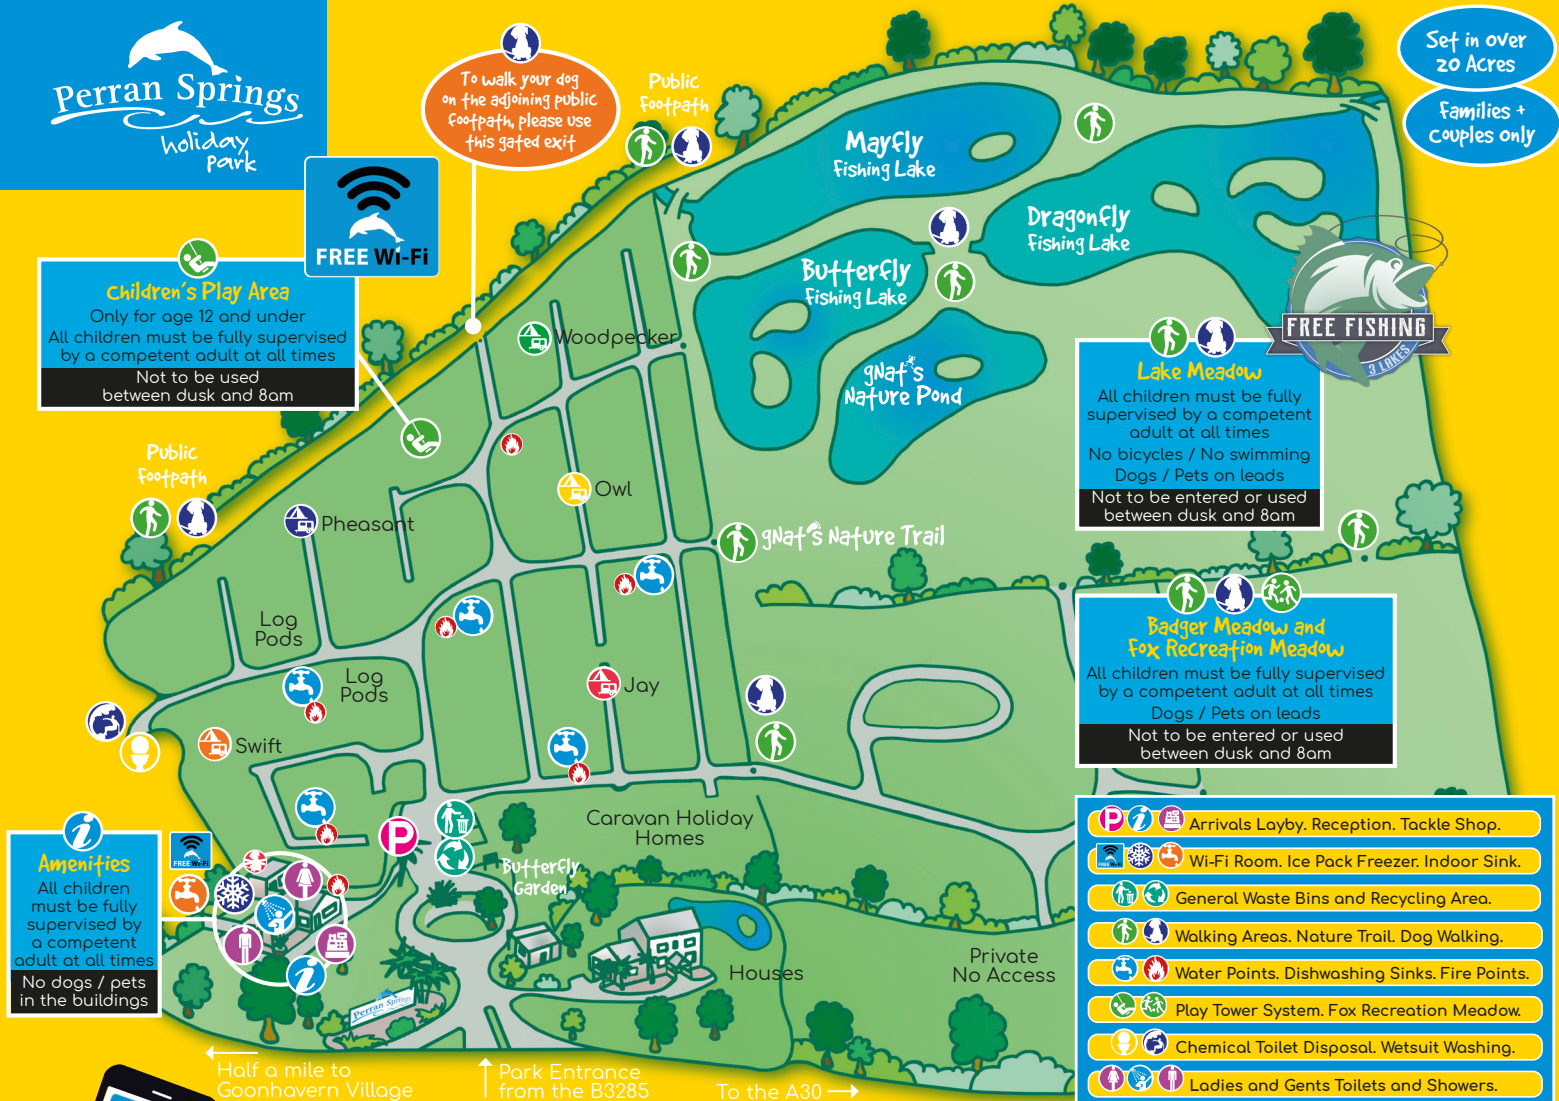 Perran Springs
holiday
park
FREE Wi-Fi
To walk your dog
on the adjoining public
footpath, please use
this gated exit
Public
footpath
Set in over
20 Acres
Families +
couples only
Mayfly
Fishing Lake
Dragonfly
Fishing Lake
Butterfly
Fishing Lake
gNat's
Nature Pond
FREE FISHING
3 LAKES
Children's Play Area
Only for age 12 and under
All children must be fully supervised
by a competent adult at all times
Not to be used
between dusk and 8am
Woodpecker
Lake Meadow
All children must be fully
supervised by a competent
adult at all times
No bicycles / No swimming
Dogs / Pets on leads
Not to be entered or used
between dusk and 8am
Public
footpath
Pheasant
Owl
gNat's Nature Trail
Log
Pods
Log
Pods
Jay
Swift
Badger Meadow and
Fox Recreation Meadow
All children must be fully supervised
by a competent adult at all times
Dogs / Pets on leads
Not to be entered or used
between dusk and 8am
i
Amenities
All children
must be fully
supervised by
a competent
adult at all times
No dogs / pets
in the buildings
FREE Wi-Fi
P
i
Caravan Holiday
Homes
Butterfly
Garden
Houses
Private
No Access
Perran Springs
P i Arrivals Layby. Reception. Tackle Shop.
FREE Wi-Fi Wi-Fi Room. Ice Pack Freezer. Indoor Sink.
General Waste Bins and Recycling Area.
Walking Areas. Nature Trail. Dog Walking.
Water Points. Dishwashing Sinks. Fire Points.
Play Tower System. Fox Recreation Meadow.
Chemical Toilet Disposal. Wetsuit Washing.
Ladies and Gents Toilets and Showers.
Half a mile to
Goonhavern Village
Park Entrance
from the B3285
To the A30